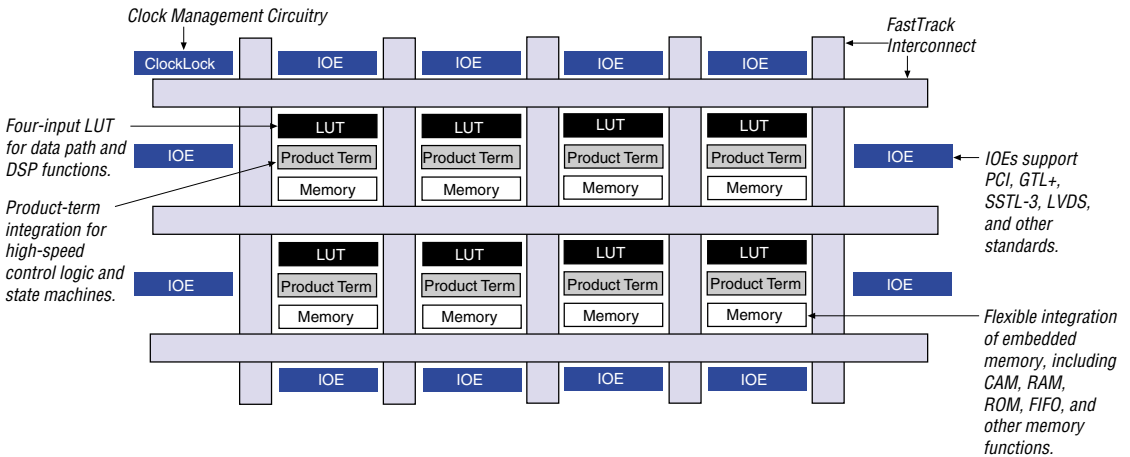 Clock Management Circuitry
FastTrack
Interconnect
ClockLock
IOE
IOE
IOE
IOE
Four-input LUT
for data path and
DSP functions.
LUT
LUT
LUT
LUT
IOE
Product Term
Product Term
Product Term
Product Term
IOE
IOEs support
PCI, GTL+,
SSTL-3, LVDS,
and other
standards.
Memory
Memory
Memory
Memory
Product-term
integration for
high-speed
control logic and
state machines.
LUT
LUT
LUT
LUT
IOE
Product Term
Product Term
Product Term
Product Term
IOE
Memory
Memory
Memory
Memory
Flexible integration
of embedded
memory, including
CAM, RAM,
ROM, FIFO, and
other memory
functions.
IOE
IOE
IOE
IOE